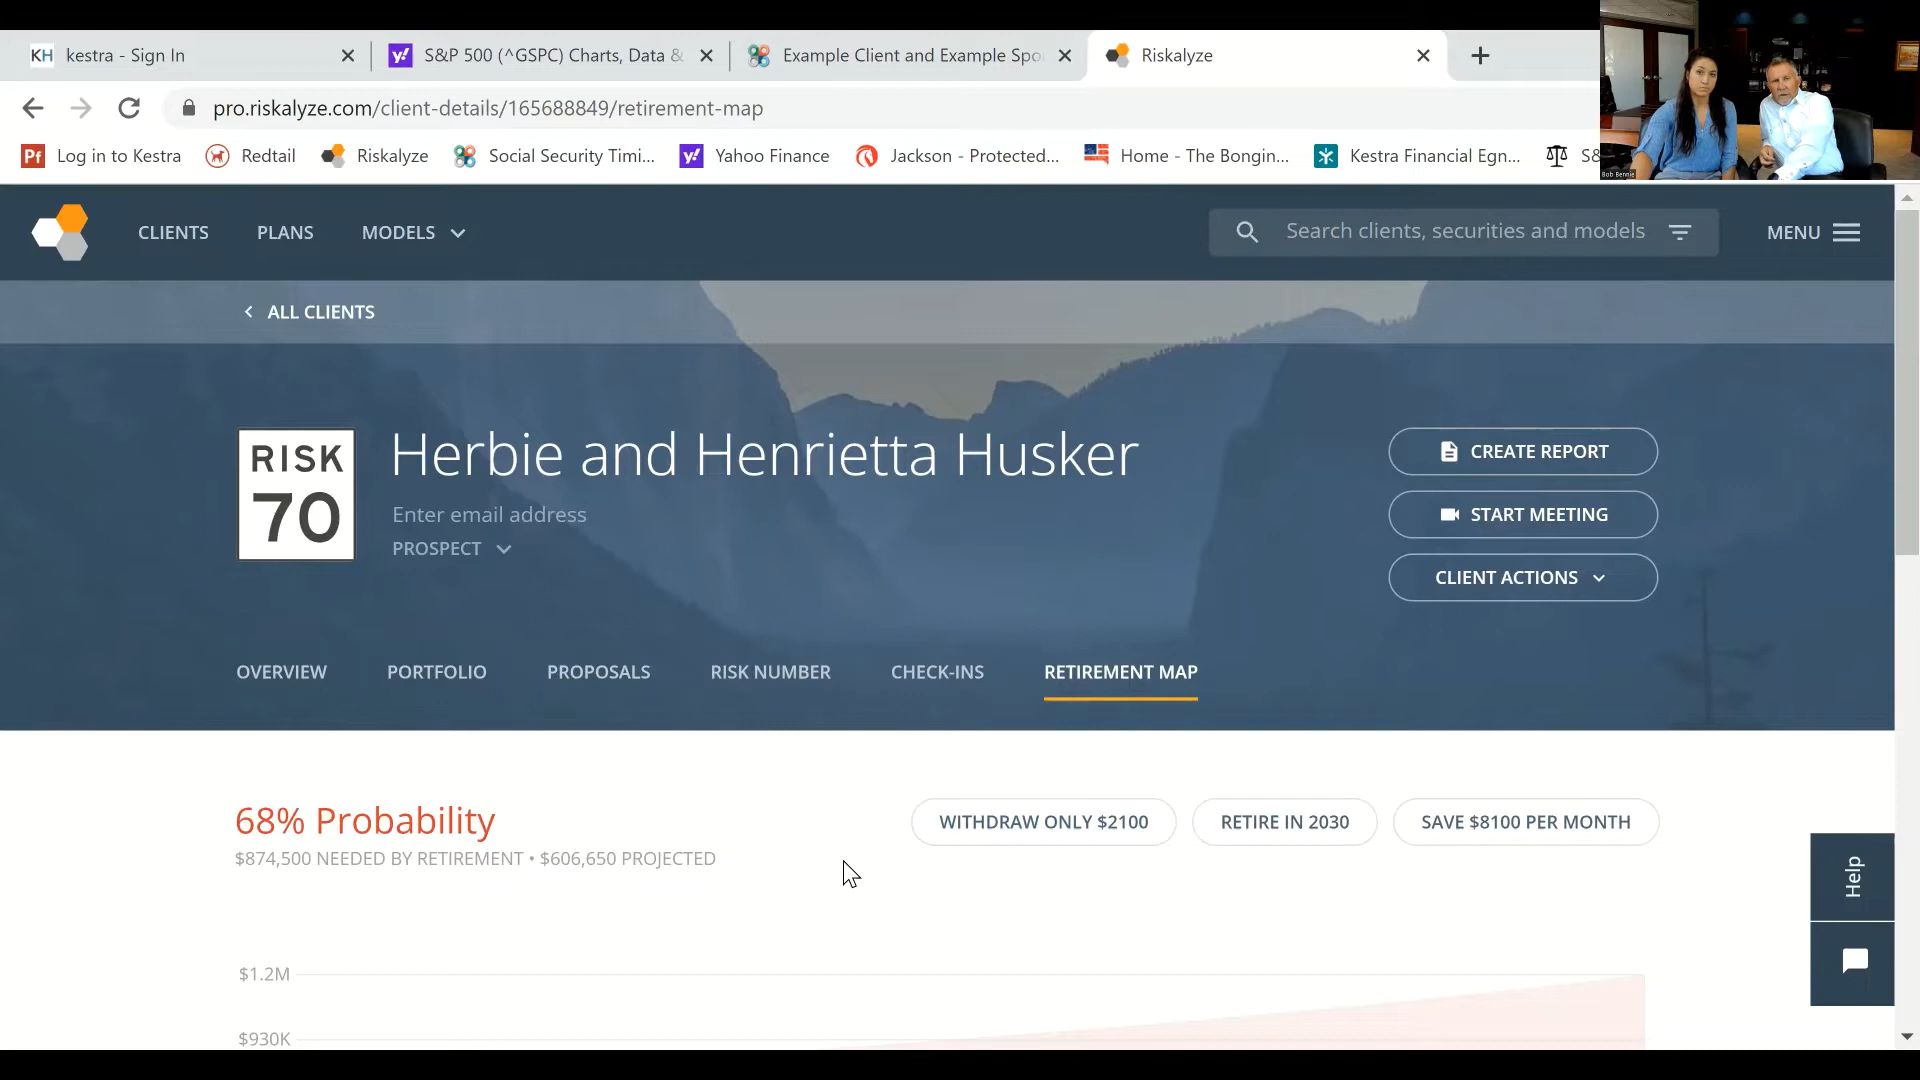 KH kestra - Sign In
y! S&P 500 (^GSPC) Charts, Data &
Example Client and Example Spo
Riskalyze
pro.riskalyze.com/client-details/165688849/retirement-map
Pf Log in to Kestra
Redtail
Riskalyze
Social Security Timi...
y! Yahoo Finance
Jackson - Protected...
Home - The Bongin...
Kestra Financial Egn...
S&
Bob Bennie
CLIENTS
PLANS
MODELS
Search clients, securities and models
MENU
ALL CLIENTS
RISK
70
Herbie and Henrietta Husker
Enter email address
PROSPECT
CREATE REPORT
START MEETING
CLIENT ACTIONS
OVERVIEW
PORTFOLIO
PROPOSALS
RISK NUMBER
CHECK-INS
RETIREMENT MAP
68% Probability
$874,500 NEEDED BY RETIREMENT • $606,650 PROJECTED
WITHDRAW ONLY $2100
RETIRE IN 2030
SAVE $8100 PER MONTH
Help
$1.2M
$930K